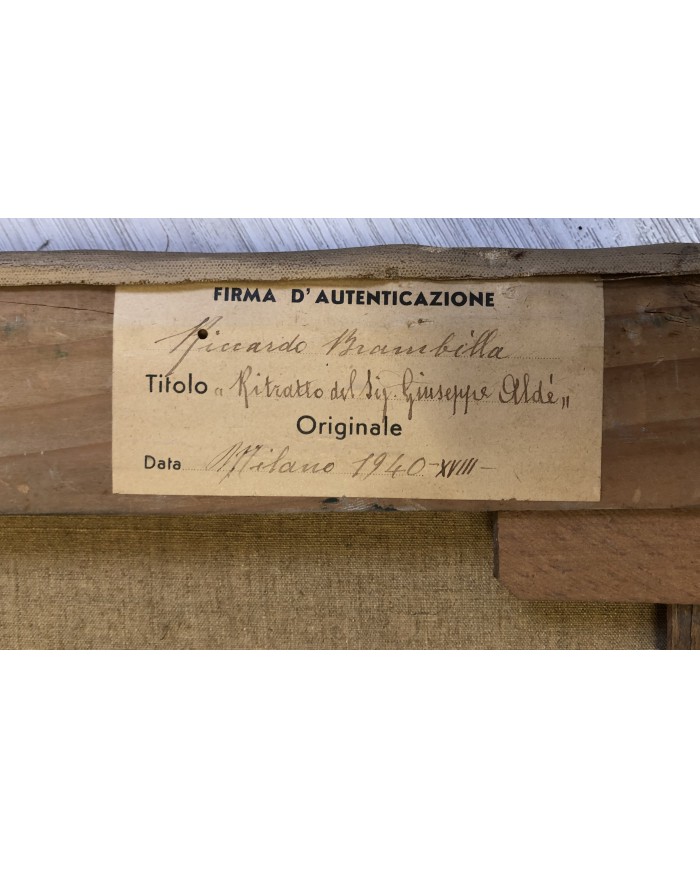 FIRMA D'AUTENTICAZIONE
Riccardo Brambilla
Titolo „Ritratto del Sig. Giuseppe Aldé„
Originale
Data Milano 1940-XVIII-